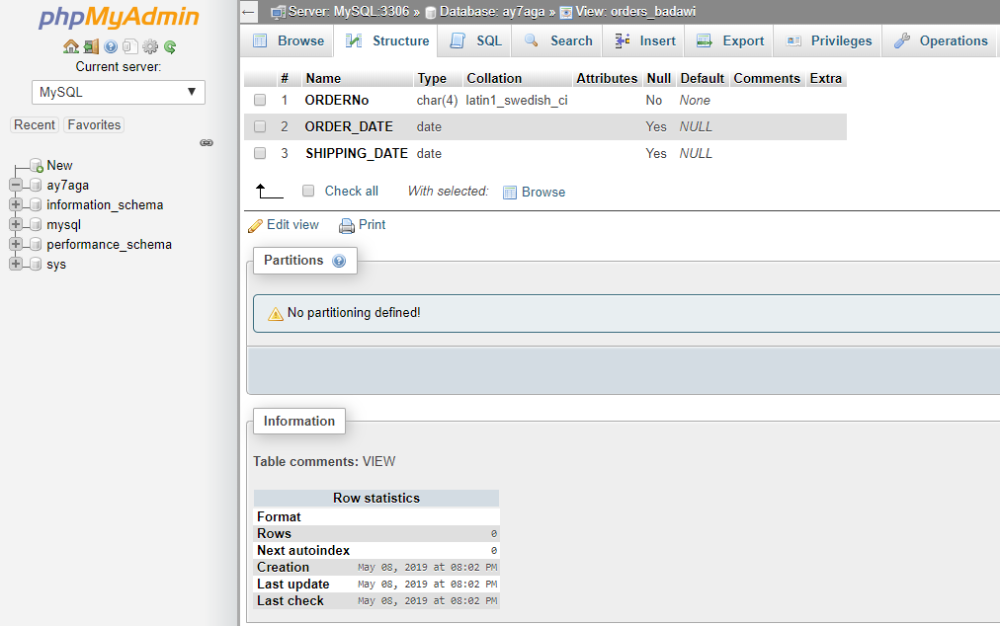 phpMyAdmin
Current server:
MySQL
Recent Favorites
New
ay7aga
information_schema
mysql
performance_schema
sys
Server: MySQL:3306 » Database: ay7aga » View: orders_badawi
Browse Structure SQL Search Insert Export Privileges Operations
# Name Type Collation Attributes Null Default Comments Extra
1 ORDERNo char(4) latin1_swedish_ci No None
2 ORDER_DATE date Yes NULL
3 SHIPPING_DATE date Yes NULL
Check all With selected: Browse
Edit view Print
Partitions
No partitioning defined!
Information
Table comments: VIEW
Row statistics
Format
Rows 0
Next autoindex 0
Creation May 08, 2019 at 08:02 PM
Last update May 08, 2019 at 08:02 PM
Last check May 08, 2019 at 08:02 PM